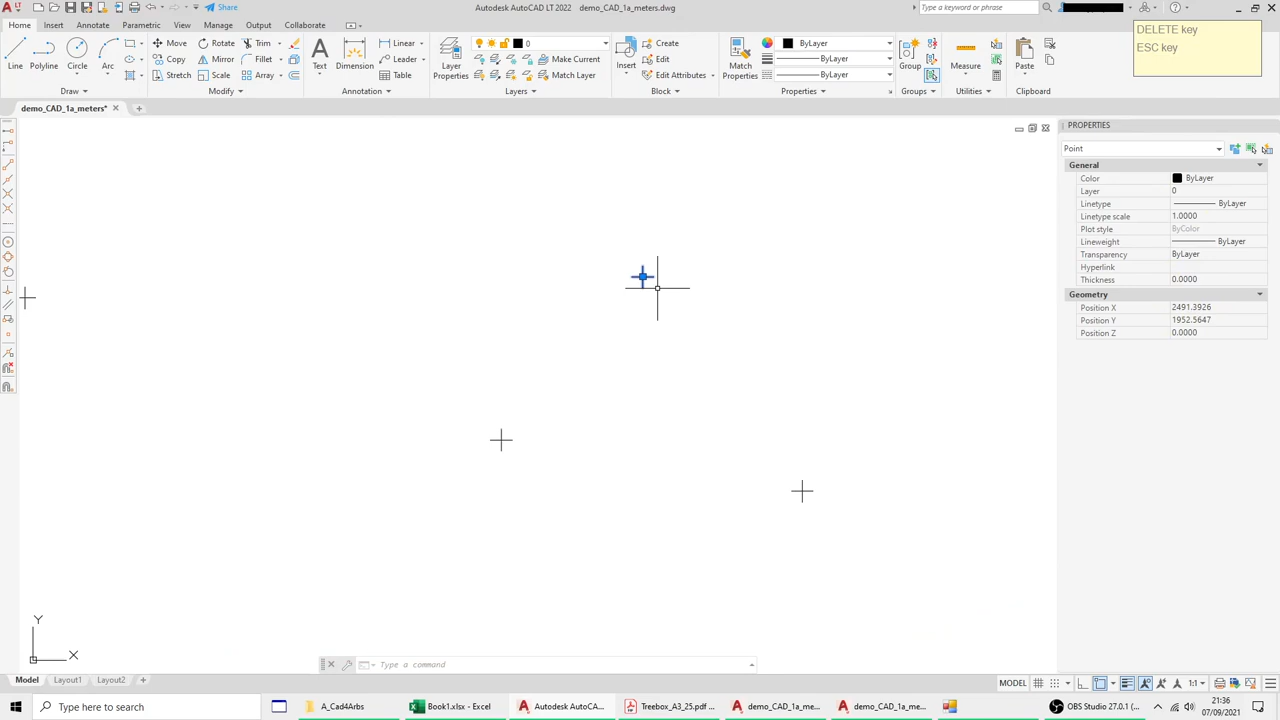 Share
Autodesk AutoCAD LT 2022 demo_CAD_1a_meters.dwg
Type a keyword or phrase
DELETE key
ESC key
Home Insert Annotate Parametric View Manage Output Collaborate
Line Polyline Circle Arc
Move Rotate Trim
Copy Mirror Fillet
Stretch Scale Array
Text Dimension
Linear
Leader
Table
Layer Properties
0
Make Current
Match Layer
Insert
Create
Edit
Edit Attributes
Match Properties
ByLayer
ByLayer
ByLayer
Group
Measure
Paste
Draw Modify Annotation Layers Block Properties Groups Utilities Clipboard
demo_CAD_1a_meters*
PROPERTIES
Point
General
Color ByLayer
Layer 0
Linetype ByLayer
Linetype scale 1.0000
Plot style ByColor
Lineweight ByLayer
Transparency ByLayer
Hyperlink
Thickness 0.0000
Geometry
Position X 2491.3926
Position Y 1952.5647
Position Z 0.0000
Y
X
Type a command
Model Layout1 Layout2
MODEL 1:1
Type here to search
A_Cad4Arbs
Book1.xlsx - Excel
Autodesk AutoCA...
Treebox_A3_25.pdf ...
demo_CAD_1a_me...
demo_CAD_1a_me...
OBS Studio 27.0.1 (...
21:36
07/09/2021